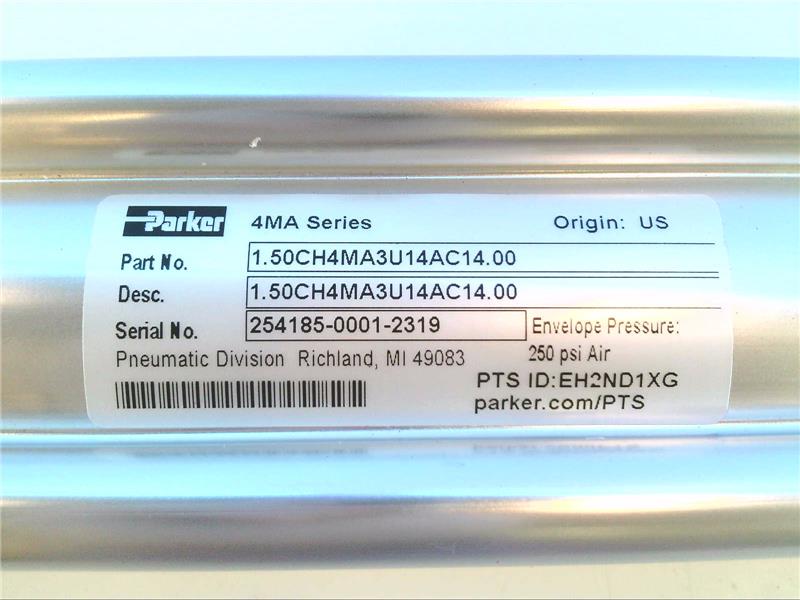 Parker 4MA Series Origin: US
Part No. 1.50CH4MA3U14AC14.00
Desc. 1.50CH4MA3U14AC14.00
Serial No. 254185-0001-2319 Envelope Pressure:
250 psi Air
Pneumatic Division Richland, MI 49083
PTS ID:EH2ND1XG
parker.com/PTS